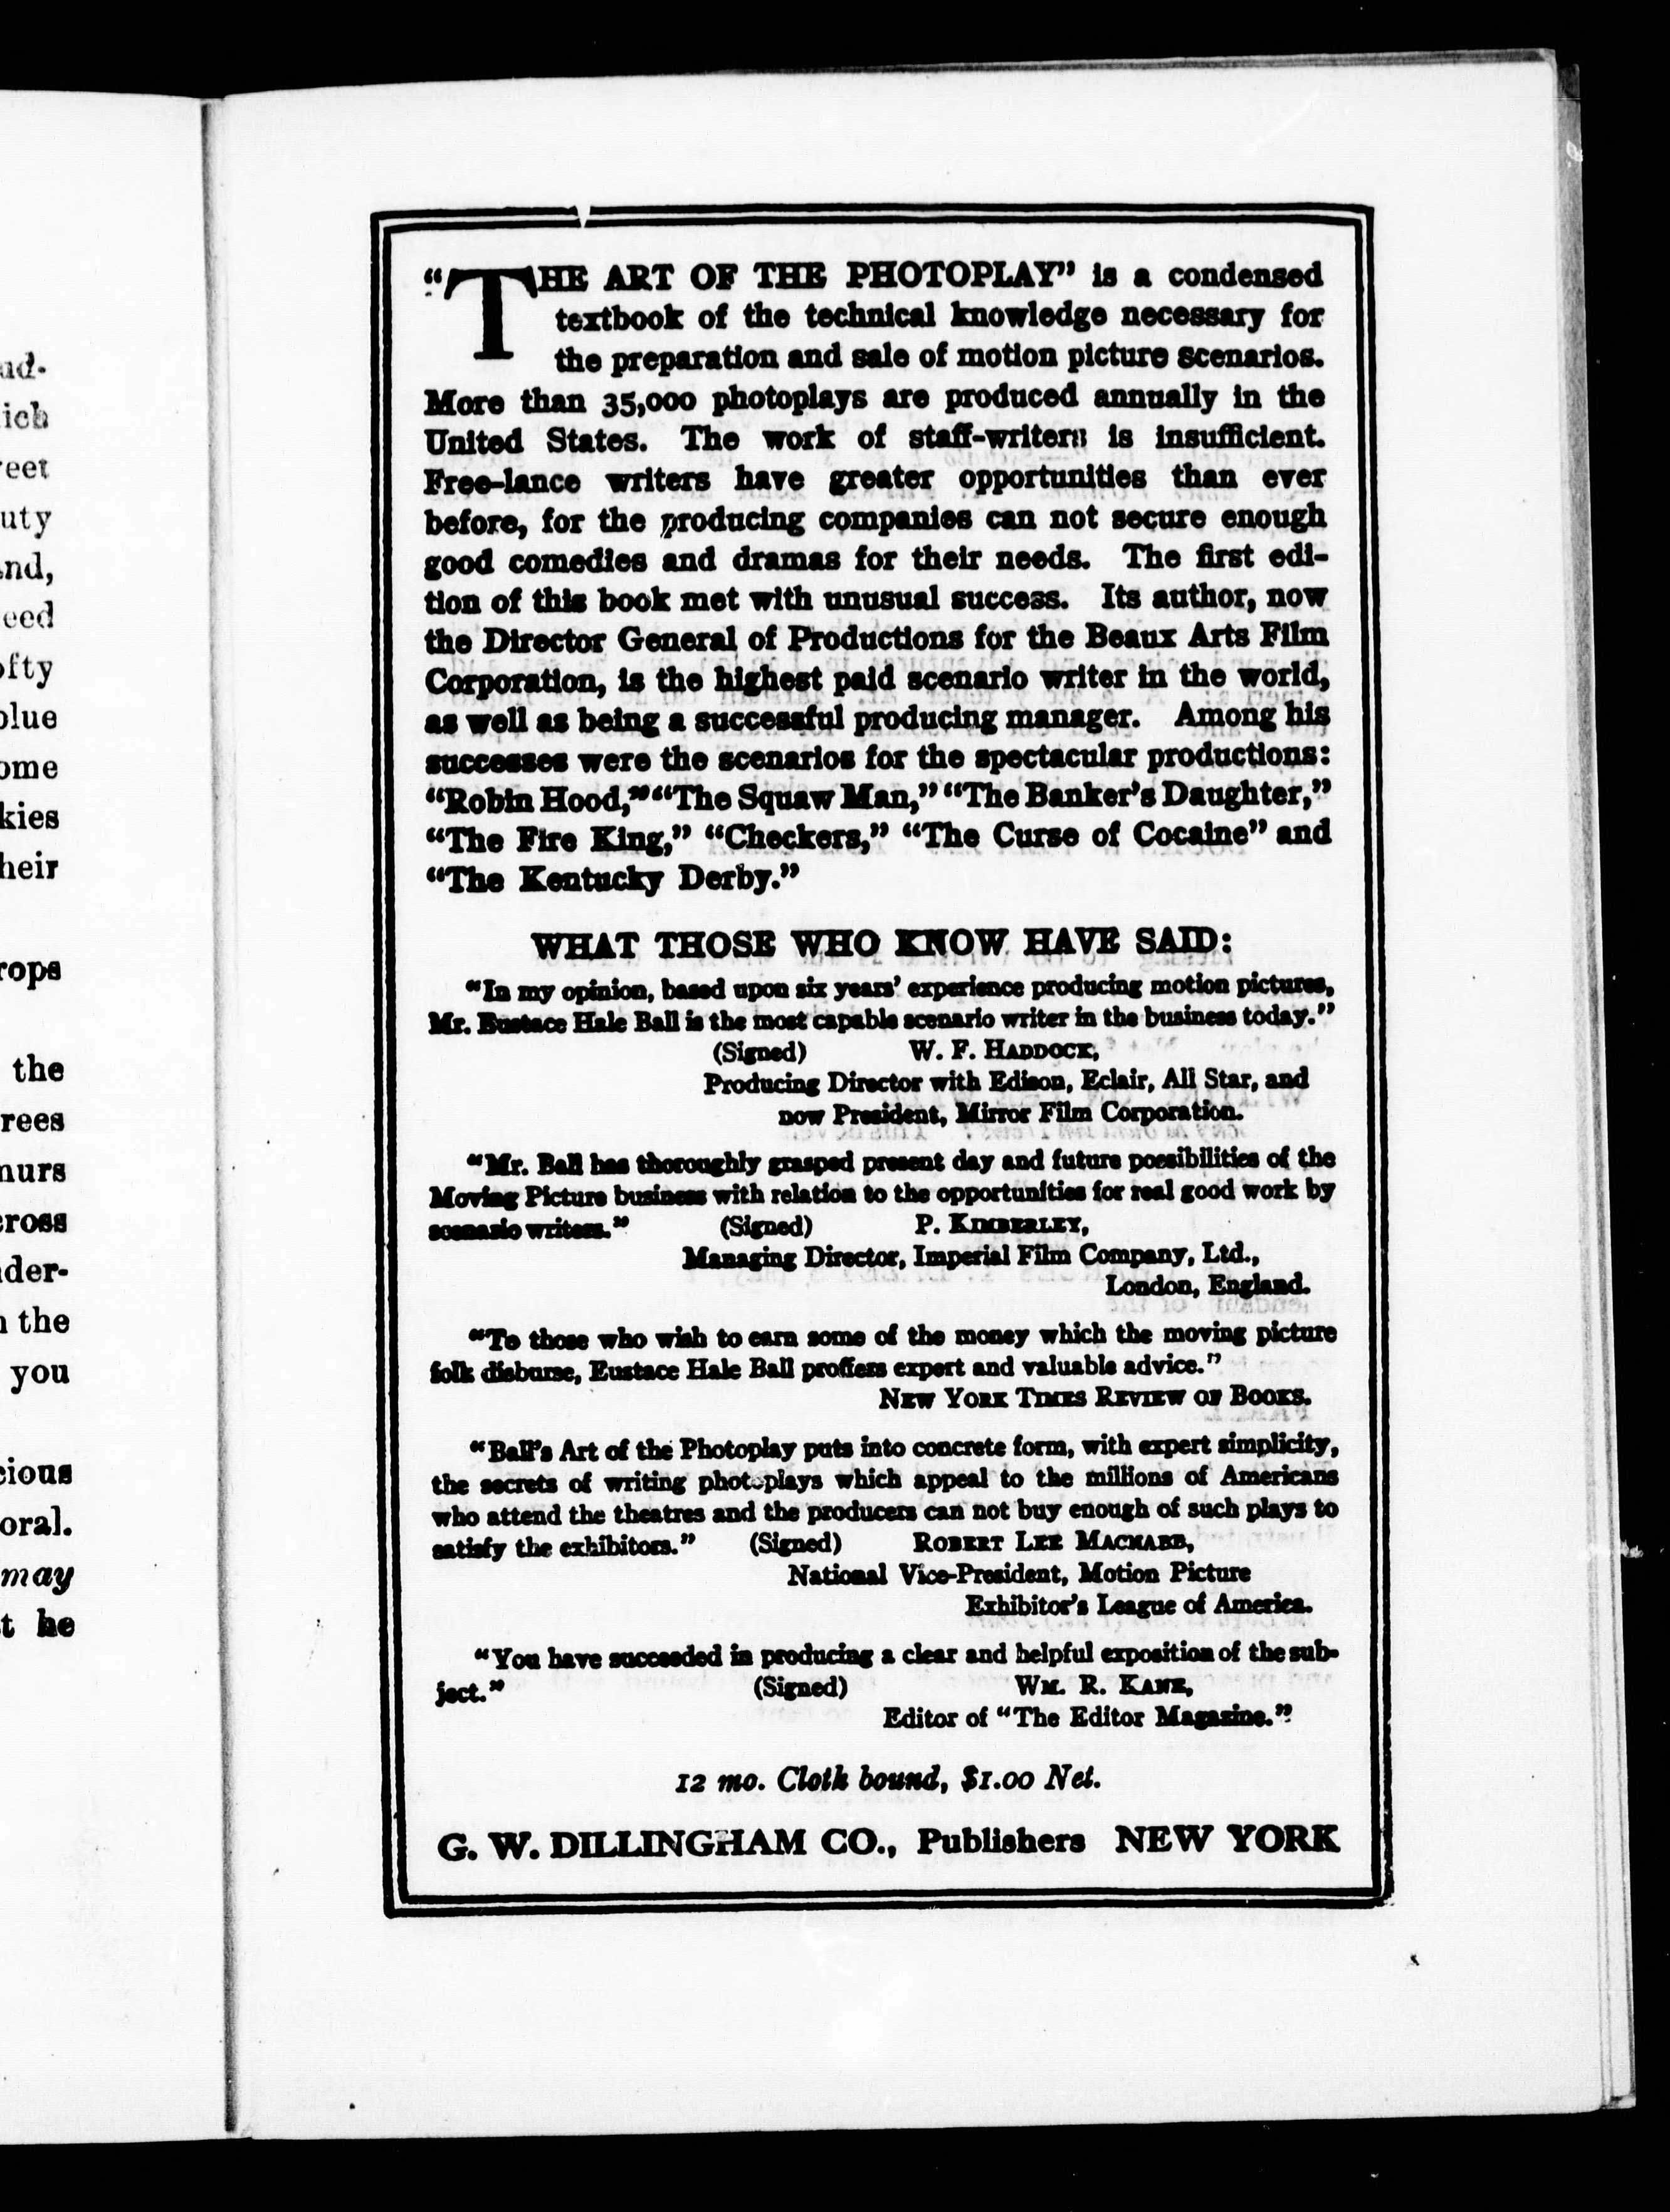 ad-
ich
reet
uty
nd,
eed
ofty
blue
ome
kies
heir
rops
the
rees
murs
cross
nder-
n the
you
cious
oral.
may
t he
“THE ART OF THE PHOTOPLAY” is a condensed
textbook of the technical knowledge necessary for
the preparation and sale of motion picture scenarios.
More than 35,000 photoplays are produced annually in the
United States. The work of staff-writers is insufficient.
Free-lance writers have greater opportunities than ever
before, for the producing companies can not secure enough
good comedies and dramas for their needs. The first edi-
tion of this book met with unusual success. Its author, now
the Director General of Productions for the Beaux Arts Film
Corporation, is the highest paid scenario writer in the world,
as well as being a successful producing manager. Among his
successes were the scenarios for the spectacular productions:
“Robin Hood,” “The Squaw Man,” “The Banker’s Daughter,”
“The Fire King,” “Checkers,” “The Curse of Cocaine” and
“The Kentucky Derby.”
WHAT THOSE WHO KNOW HAVE SAID:
“In my opinion, based upon six years’ experience producing motion pictures,
Mr. Eustace Hale Ball is the most capable scenario writer in the business today.”
(Signed) W. F. HADDOCK,
Producing Director with Edison, Eclair, All Star, and
now President, Mirror Film Corporation.
“Mr. Ball has thoroughly grasped present day and future possibilities of the
Moving Picture business with relation to the opportunities for real good work by
scenario writers.” (Signed) P. KIMBERLEY,
Managing Director, Imperial Film Company, Ltd.,
London, England.
“To those who wish to earn some of the money which the moving picture
folk disburse, Eustace Hale Ball proffers expert and valuable advice.”
NEW YORK TIMES REVIEW OF BOOKS.
“Ball’s Art of the Photoplay puts into concrete form, with expert simplicity,
the secrets of writing photoplays which appeal to the millions of Americans
who attend the theatres and the producers can not buy enough of such plays to
satisfy the exhibitors.” (Signed) ROBERT LEE MACNABB,
National Vice-President, Motion Picture
Exhibitor’s League of America.
“You have succeeded in producing a clear and helpful exposition of the sub-
ject.” (Signed) WM. R. KANE,
Editor of “The Editor Magazine.”
12 mo. Cloth bound, $1.00 Net.
G. W. DILLINGHAM CO., Publishers NEW YORK